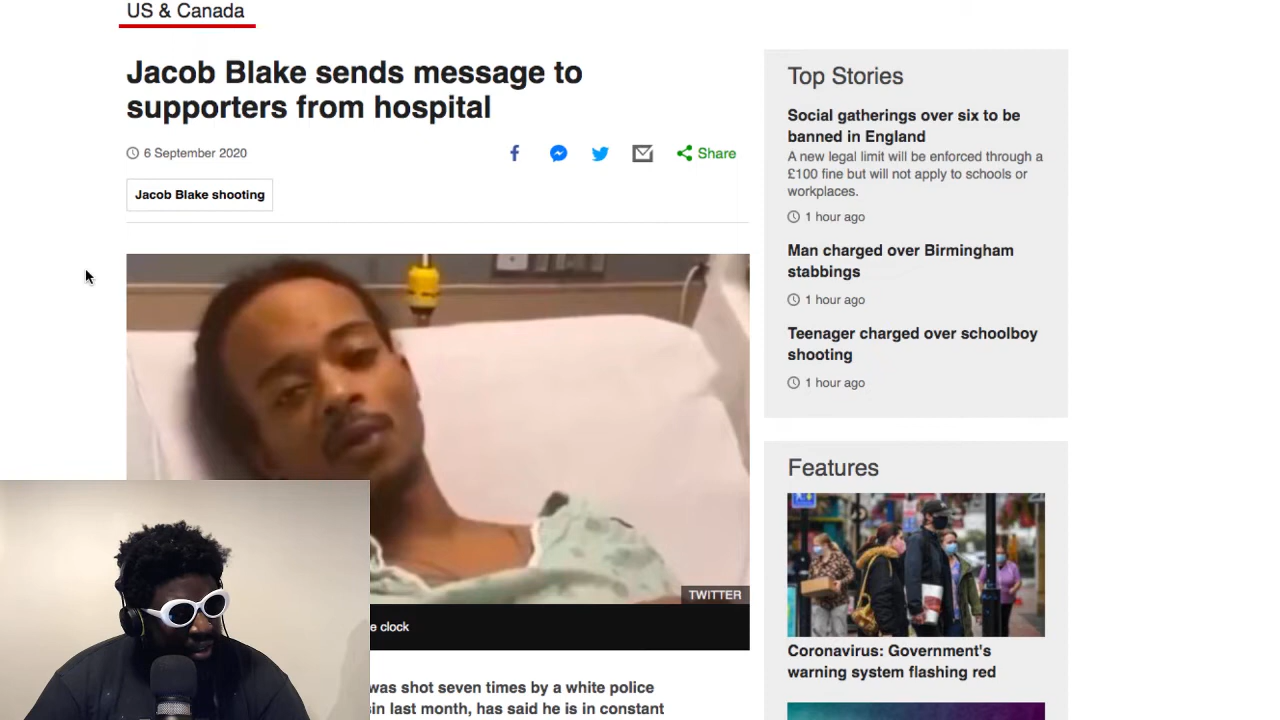 US & Canada
Jacob Blake sends message to
supporters from hospital
6 September 2020
Share
Jacob Blake shooting
TWITTER
e clock
was shot seven times by a white police
sin last month, has said he is in constant
Top Stories
Social gatherings over six to be
banned in England
A new legal limit will be enforced through a
£100 fine but will not apply to schools or
workplaces.
1 hour ago
Man charged over Birmingham
stabbings
1 hour ago
Teenager charged over schoolboy
shooting
1 hour ago
Features
Coronavirus: Government's
warning system flashing red